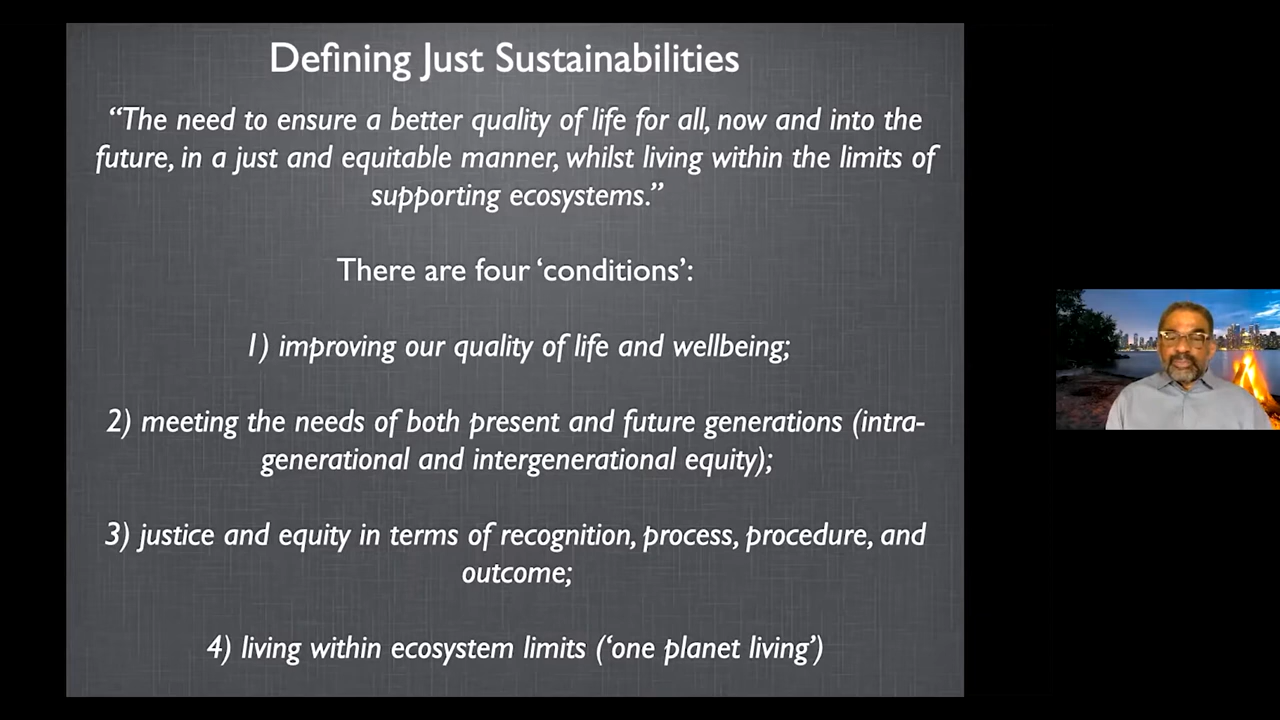 Defining Just Sustainabilities
“The need to ensure a better quality of life for all, now and into the
future, in a just and equitable manner, whilst living within the limits of
supporting ecosystems.”
There are four ‘conditions’:
1) improving our quality of life and wellbeing;
2) meeting the needs of both present and future generations (intra-
generational and intergenerational equity);
3) justice and equity in terms of recognition, process, procedure, and
outcome;
4) living within ecosystem limits (‘one planet living’)